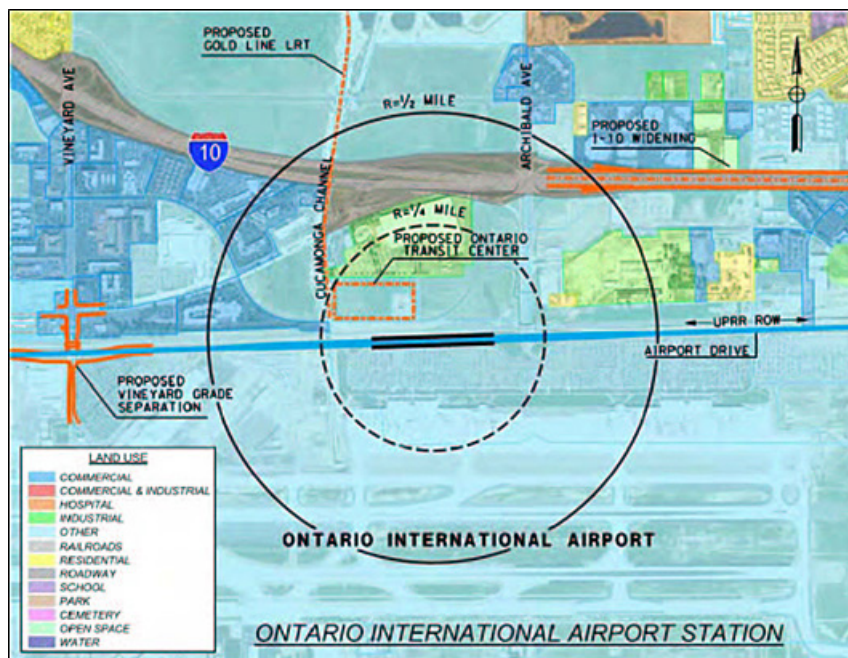 PROPOSED
GOLD LINE LRT
VINEYARD AVE
10
R=1/2 MILE
ARCHIBALD AVE
PROPOSED
I-10 WIDENING
CUCAMONGA CHANNEL
R=1/4 MILE
PROPOSED ONTARIO
TRANSIT CENTER
UPRR ROW
AIRPORT DRIVE
PROPOSED
VINEYARD GRADE
SEPARATION
LAND USE
COMMERCIAL
COMMERCIAL & INDUSTRIAL
HOSPITAL
INDUSTRIAL
OTHER
RAILROADS
RESIDENTIAL
ROADWAY
SCHOOL
PARK
CEMETERY
OPEN SPACE
WATER
ONTARIO INTERNATIONAL AIRPORT
ONTARIO INTERNATIONAL AIRPORT STATION